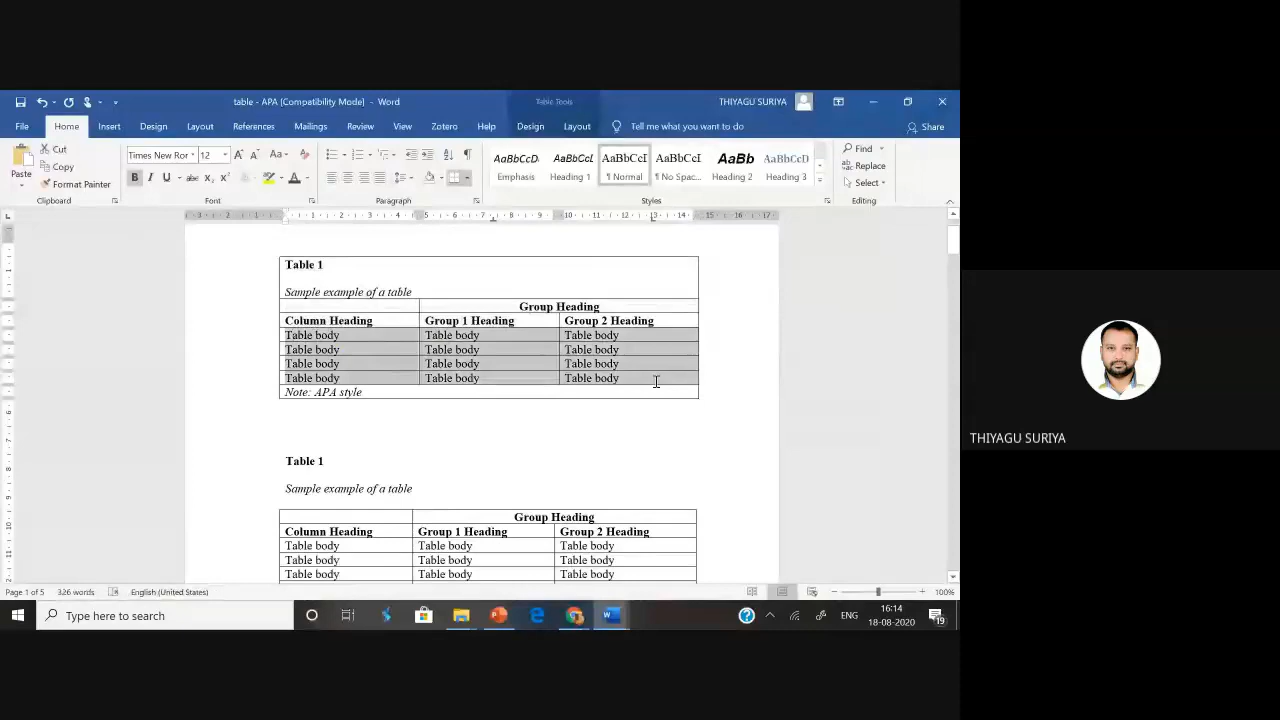 table - APA [Compatibility Mode] - Word
Table Tools
THIYAGU SURIYA
File Home Insert Design Layout References Mailings Review View Zotero Help Design Layout Tell me what you want to do Share
Paste
Cut
Copy
Format Painter
Times New Ror 12
AaBbCcD AaBbCcI AaBbCcI AaBbCcI AaBb AaBbCcD
Emphasis Heading 1 ¶ Normal ¶ No Spac... Heading 2 Heading 3
Find
Replace
Select
Clipboard Font Paragraph Styles Editing
Table 1
Sample example of a table
Group Heading
Column Heading Group 1 Heading Group 2 Heading
Table body Table body Table body
Table body Table body Table body
Table body Table body Table body
Table body Table body Table body
Note: APA style
Table 1
Sample example of a table
Group Heading
Column Heading Group 1 Heading Group 2 Heading
Table body Table body Table body
Table body Table body Table body
Table body Table body Table body
Page 1 of 5 326 words English (United States) 100%
Type here to search
ENG
16:14
18-08-2020
19
THIYAGU SURIYA